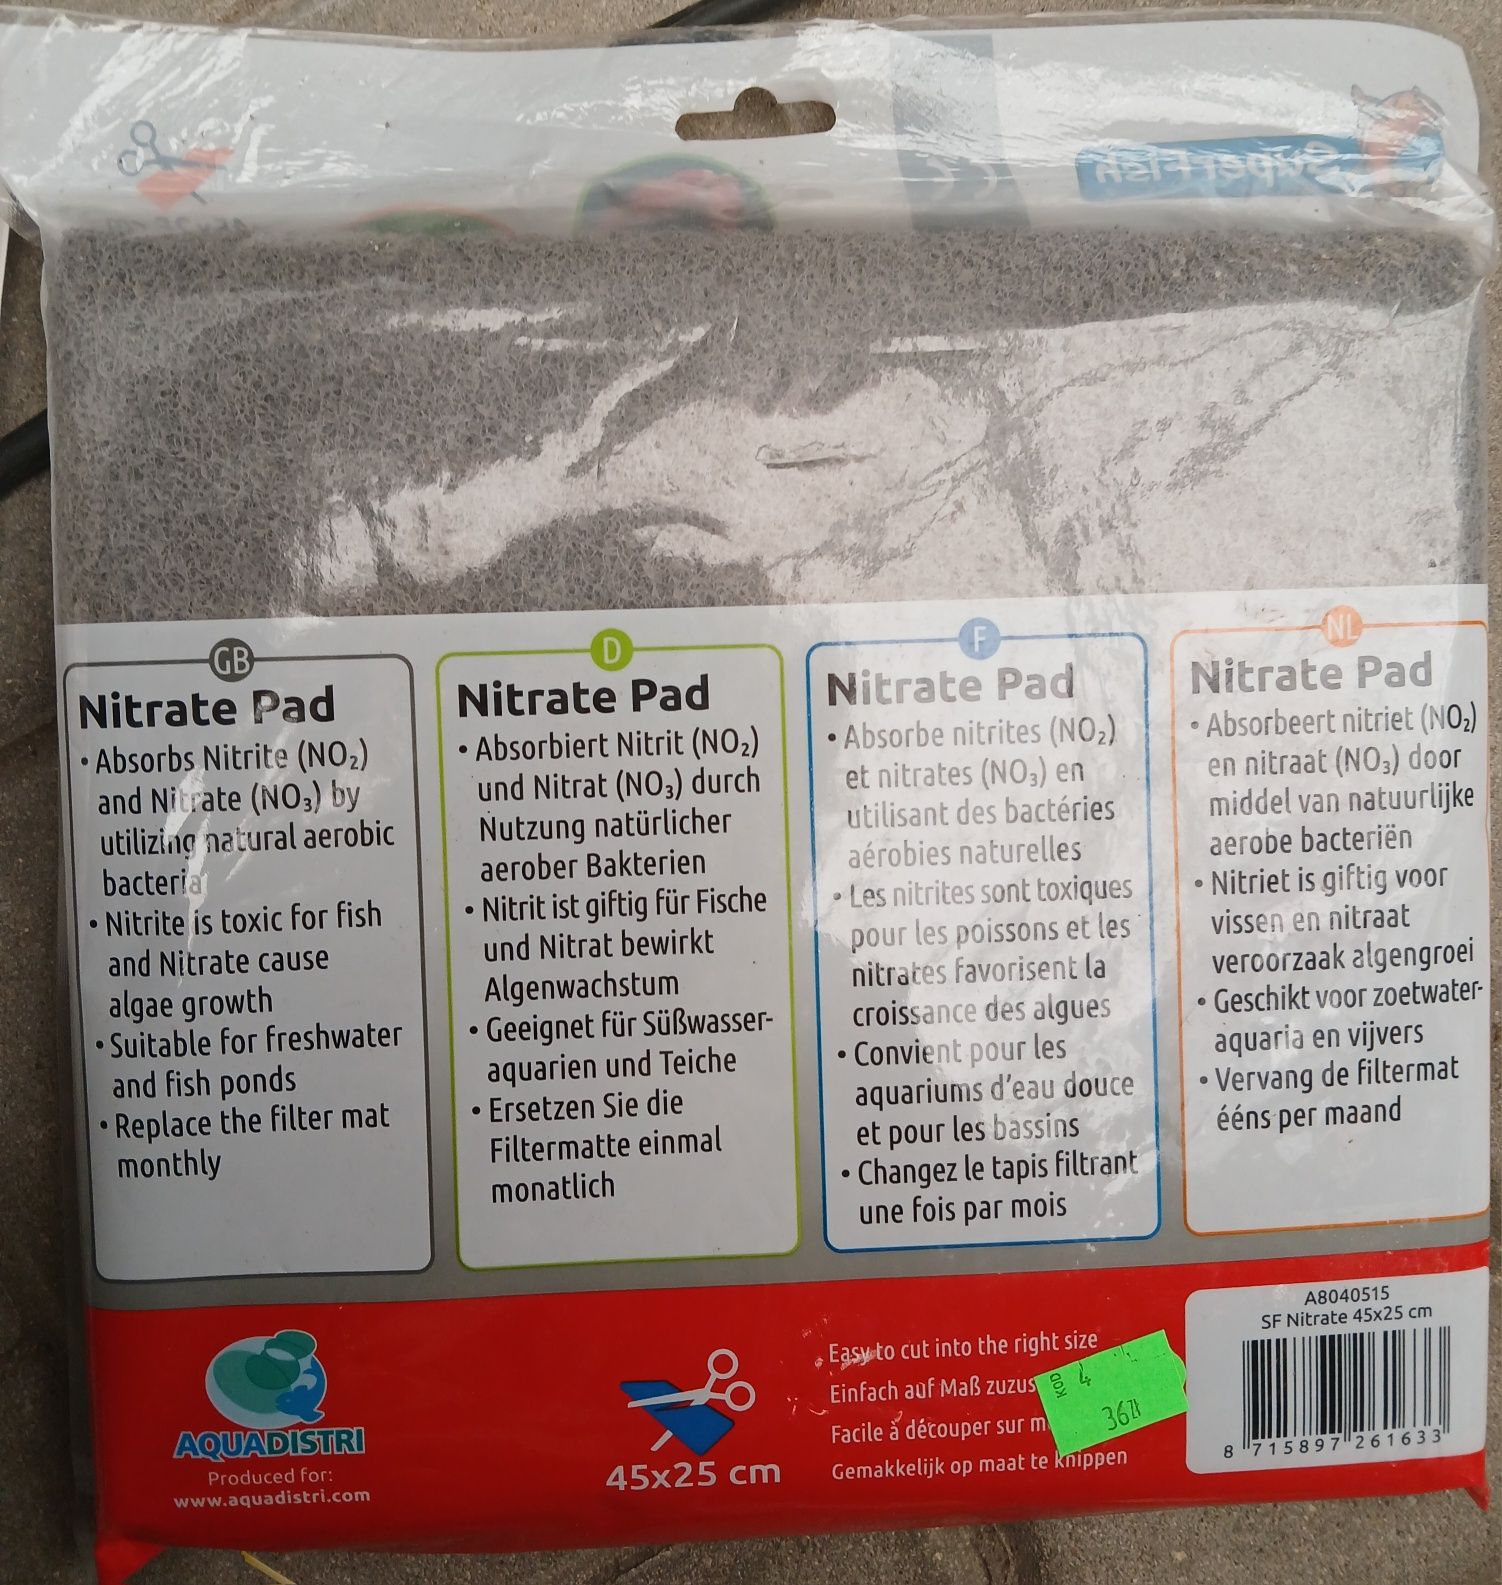 SuperFish
GB
Nitrate Pad
• Absorbs Nitrite (NO₂)
and Nitrate (NO₃) by
utilizing natural aerobic
bacteria
• Nitrite is toxic for fish
and Nitrate cause
algae growth
• Suitable for freshwater
and fish ponds
• Replace the filter mat
monthly
D
Nitrate Pad
• Absorbiert Nitrit (NO₂)
und Nitrat (NO₃) durch
Nutzung natürlicher
aerober Bakterien
• Nitrit ist giftig für Fische
und Nitrat bewirkt
Algenwachstum
• Geeignet für Süßwasser-
aquarien und Teiche
• Ersetzen Sie die
Filtermatte einmal
monatlich
F
Nitrate Pad
• Absorbe nitrites (NO₂)
et nitrates (NO₃) en
utilisant des bactéries
aérobies naturelles
• Les nitrites sont toxiques
pour les poissons et les
nitrates favorisent la
croissance des algues
• Convient pour les
aquariums d'eau douce
et pour les bassins
• Changez le tapis filtrant
une fois par mois
NL
Nitrate Pad
• Absorbeert nitriet (NO₂)
en nitraat (NO₃) door
middel van natuurlijke
aerobe bacteriën
• Nitriet is giftig voor
vissen en nitraat
veroorzaak algengroei
• Geschikt voor zoetwater-
aquaria en vijvers
• Vervang de filtermat
ééns per maand
AQUADISTRI
Produced for:
www.aquadistri.com
45x25 cm
Easy to cut into the right size
Einfach auf Maß zuzus
Facile à découper sur m
Gemakkelijk op maat te knippen
KOD 4
36zł
A8040515
SF Nitrate 45x25 cm
8 715897 261633